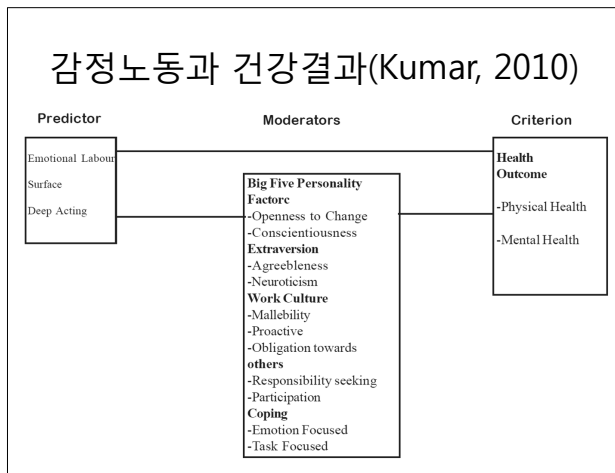 감정노동과 건강결과(Kumar, 2010)
Predictor
Moderators
Criterion
Emotional Labour
Surface
Deep Acting
Big Five Personality
Factorc
-Openness to Change
-Conscientiousness
Extraversion
-Agreebleness
-Neuroticism
Work Culture
-Mallebility
-Proactive
-Obligation towards
others
-Responsibility seeking
-Participation
Coping
-Emotion Focused
-Task Focused
Health
Outcome
-Physical Health
-Mental Health